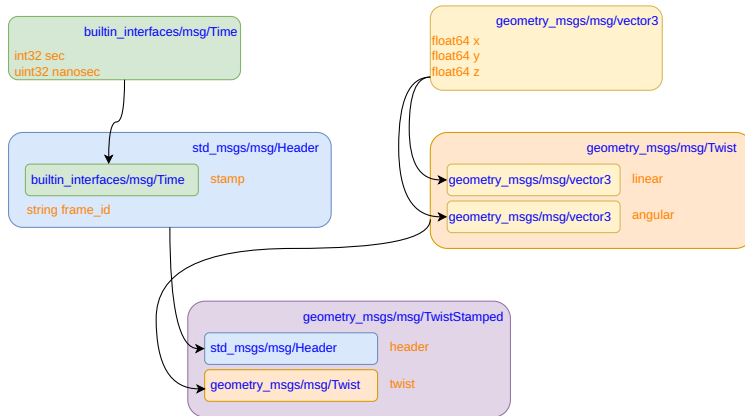 builtin_interfaces/msg/Time
int32 sec
uint32 nanosec
geometry_msgs/msg/vector3
float64 x
float64 y
float64 z
std_msgs/msg/Header
builtin_interfaces/msg/Time stamp
string frame_id
geometry_msgs/msg/Twist
geometry_msgs/msg/vector3 linear
geometry_msgs/msg/vector3 angular
geometry_msgs/msg/TwistStamped
std_msgs/msg/Header header
geometry_msgs/msg/Twist twist